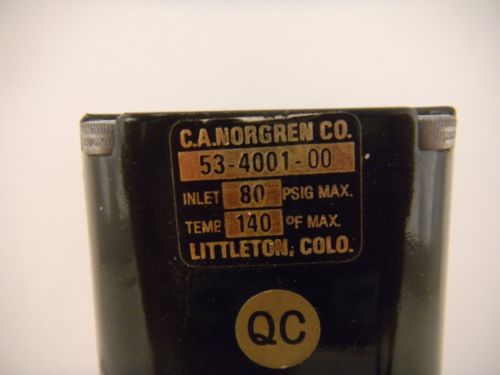 C.A.NORGREN CO.
53-4001-00
INLET 80 PSIG MAX.
TEMP. 140 °F MAX.
LITTLETON, COLO.
QC